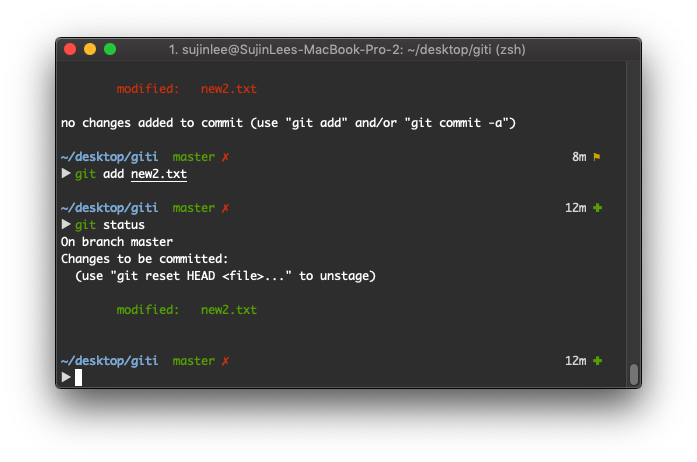 1. sujinlee@SujinLees-MacBook-Pro-2: ~/desktop/giti (zsh)
modified: new2.txt
no changes added to commit (use "git add" and/or "git commit -a")
~/desktop/giti master ✗ 8m ⚑
▶ git add new2.txt
~/desktop/giti master ✗ 12m ✚
▶ git status
On branch master
Changes to be committed:
(use "git reset HEAD <file>..." to unstage)
modified: new2.txt
~/desktop/giti master ✗ 12m ✚
▶